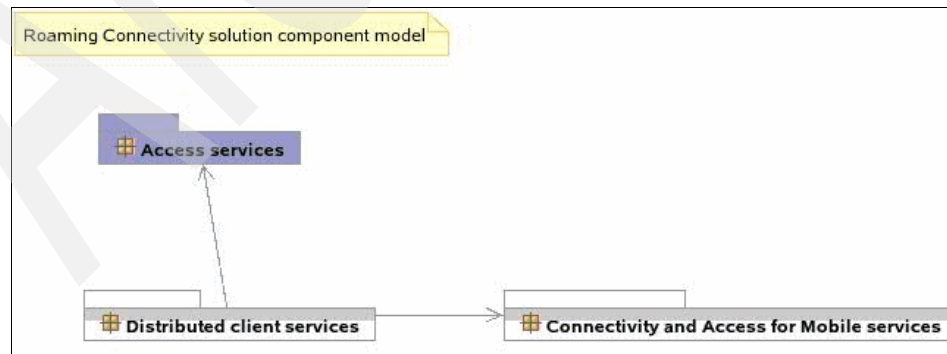 Roaming Connectivity solution component model
Access services
Distributed client services
Connectivity and Access for Mobile services